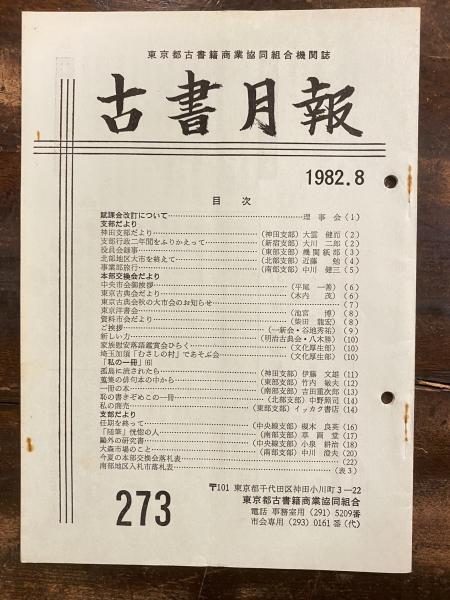 東京都古書籍商業協同組合機関誌
古書月報
1982.8
目次
賦課会改訂について…理事会(1)
支部だより
神田支部だより…(神田支部)大雲健而(2)
支部行政二年間をふりかえって…(新宿支部)大川二郎(2)
役員会録事…(東部支部)機関紙部(3)
北部地区大市を終えて…(北部支部)近藤勉(4)
事業部旅行…(南部支部)中川健三(5)
本部交換会だより
中央市会御挨拶…(平尾一善)(6)
東京古典会だより…(木内茂)(6)
東京古典会秋の大市会のお知らせ…(7)
東京洋書会…(池宮博)(8)
資料市会だより…(柴田龍宏)(8)
ご挨拶…(一新会・谷地秀祐)(9)
新しい力…(明治古典会・八木勝)(10)
家族慰安落語鑑賞会ひらく…(文化厚生部)(10)
埼玉加須「むさしの村」であそぶ会…(文化厚生部)(10)
「私の一冊」⑹
孤島に流されたら…(神田支部)伊藤文雄(11)
蒐集の俳句本の中から…(東部支部)竹内敏夫(12)
一冊の本…(南部支部)吉田重次郎(13)
恥の書きぞめこの一冊…(北部支部)中野照司(14)
私の商売…(東部支部)イッカク書店(14)
支部だより
任期を終って…(中央線支部)槻木良英(16)
「随筆」恍惚の人…(南部支部)草画堂(17)
鷗外の研究書…(中央線支部)小泉耕治(18)
大森市場のこと…(南部支部)中川澄夫(20)
今夏の本部交換会落札表…(22)
南部地区入札市落札表…(表3)
273
〒101 東京都千代田区神田小川町3―22
東京都古書籍商業協同組合
電話 事務室用(291)5209番
市会専用(293)0161番(代)